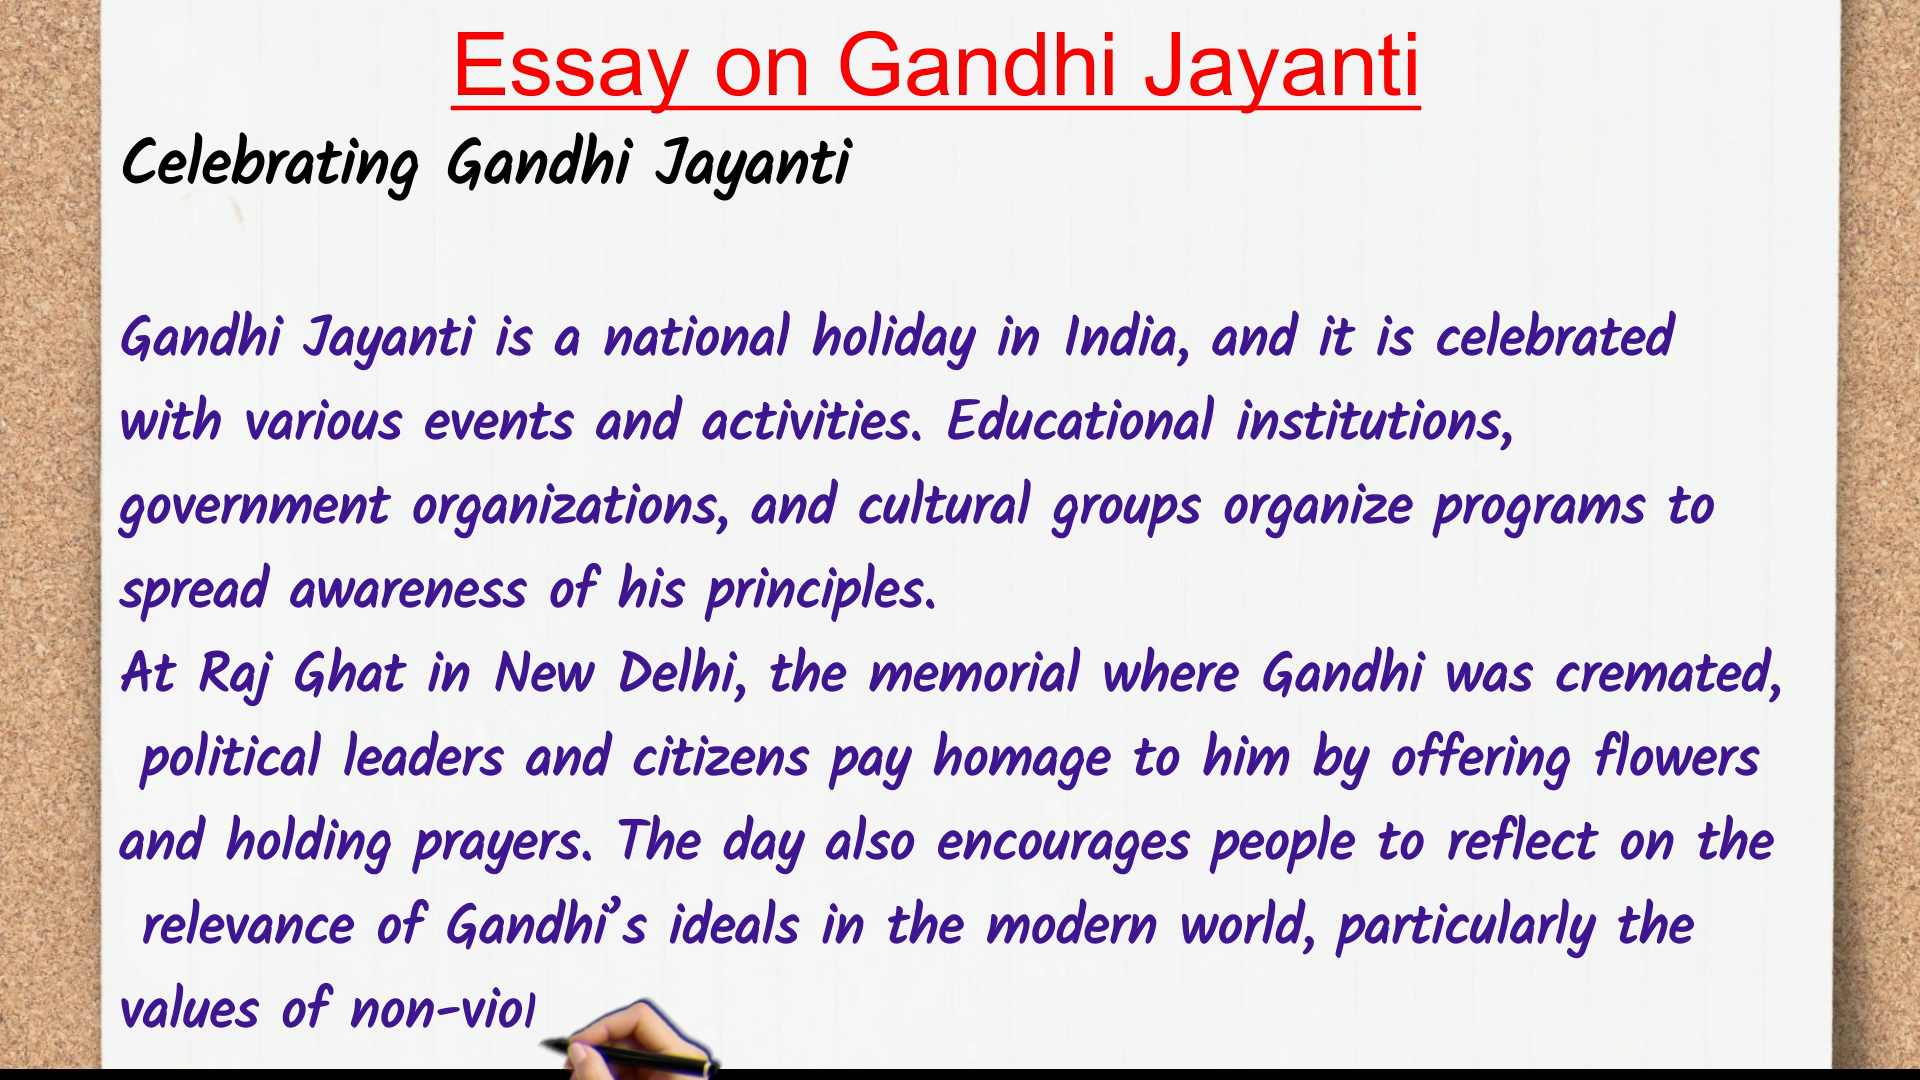 Essay on Gandhi Jayanti
Celebrating Gandhi Jayanti
Gandhi Jayanti is a national holiday in India, and it is celebrated
with various events and activities. Educational institutions,
government organizations, and cultural groups organize programs to
spread awareness of his principles.
At Raj Ghat in New Delhi, the memorial where Gandhi was cremated,
political leaders and citizens pay homage to him by offering flowers
and holding prayers. The day also encourages people to reflect on the
relevance of Gandhi's ideals in the modern world, particularly the
values of non-viol